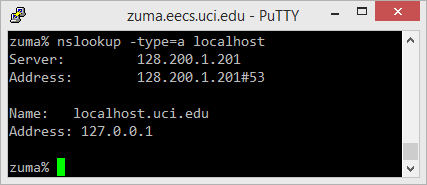 zuma.eecs.uci.edu - PuTTY
zuma% nslookup -type=a localhost
Server:         128.200.1.201
Address:        128.200.1.201#53
Name:   localhost.uci.edu
Address: 127.0.0.1
zuma%